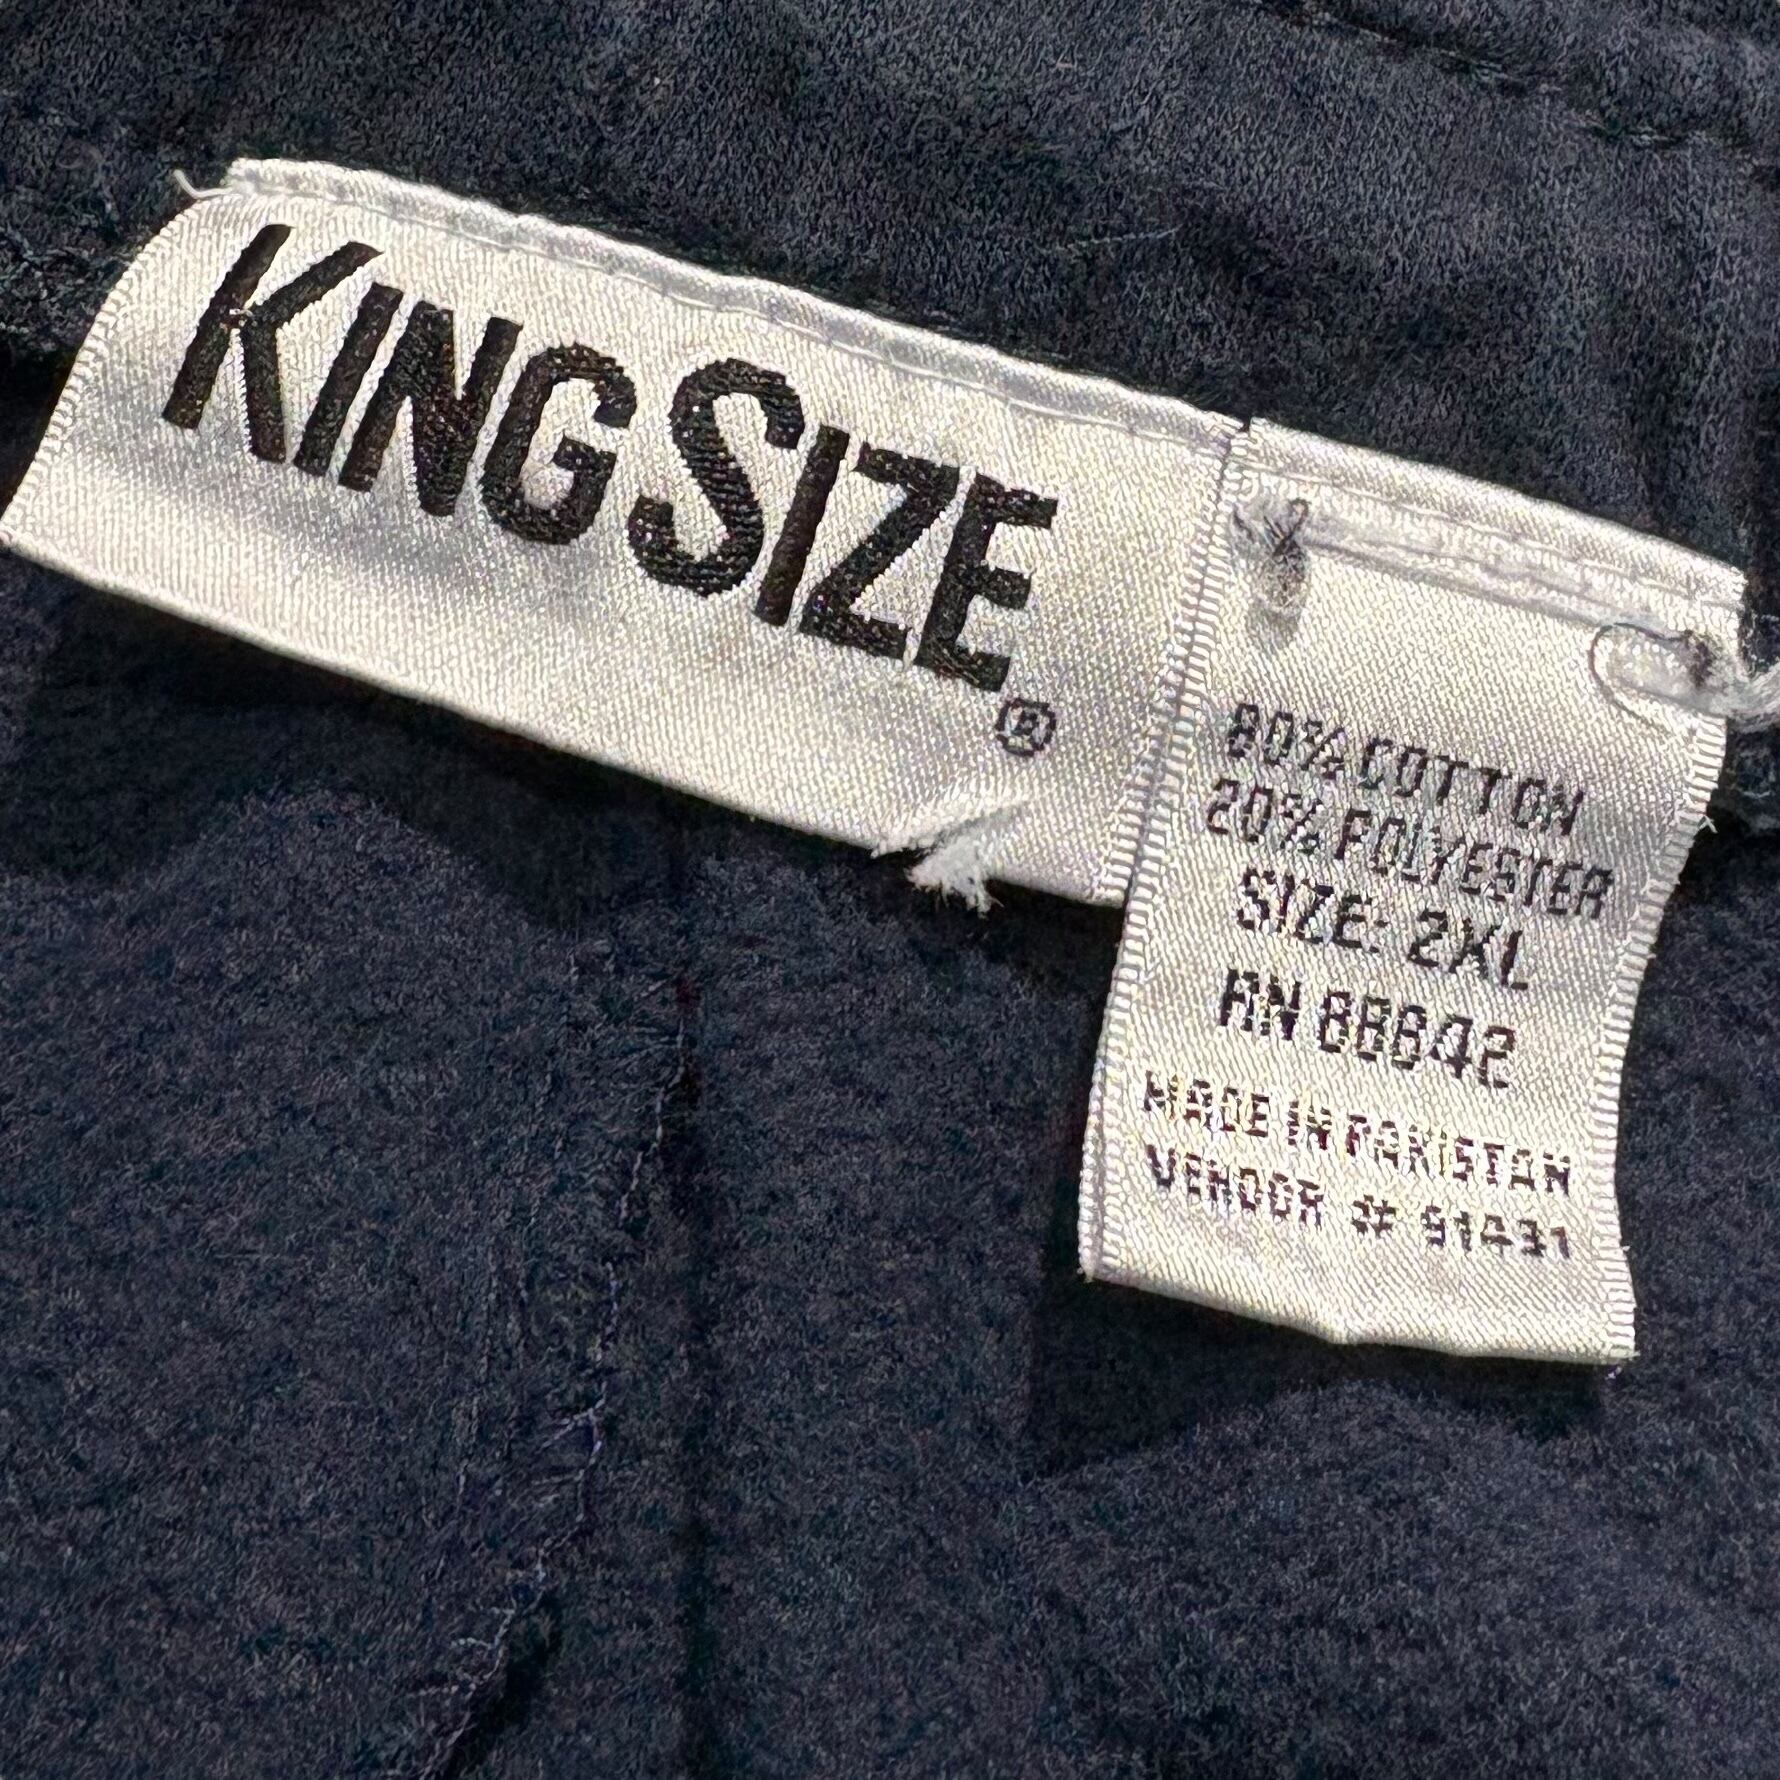 KINGSIZE®
80% COTTON
20% POLYESTER
SIZE: 2XL
RN 88842
MADE IN PAKISTAN
VENDOR # 91431